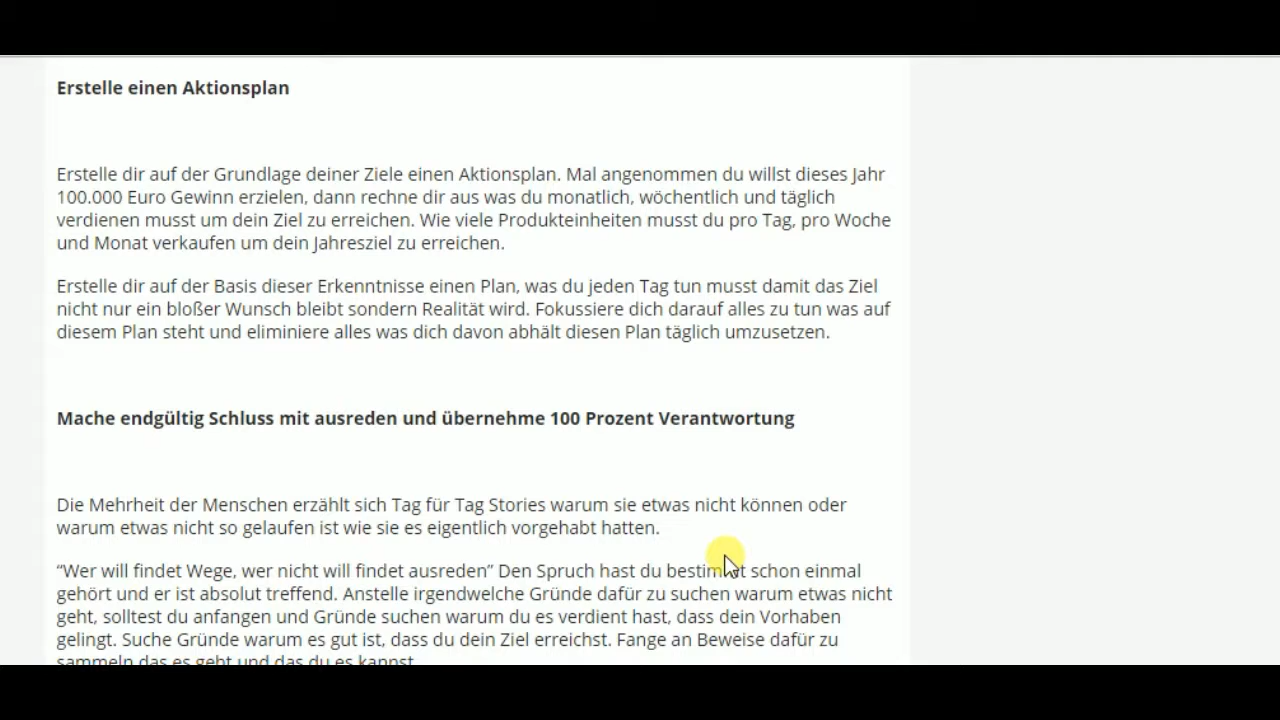 Erstelle einen Aktionsplan
Erstelle dir auf der Grundlage deiner Ziele einen Aktionsplan. Mal angenommen du willst dieses Jahr
100.000 Euro Gewinn erzielen, dann rechne dir aus was du monatlich, wöchentlich und täglich
verdienen musst um dein Ziel zu erreichen. Wie viele Produkteinheiten musst du pro Tag, pro Woche
und Monat verkaufen um dein Jahresziel zu erreichen.
Erstelle dir auf der Basis dieser Erkenntnisse einen Plan, was du jeden Tag tun musst damit das Ziel
nicht nur ein bloßer Wunsch bleibt sondern Realität wird. Fokussiere dich darauf alles zu tun was auf
diesem Plan steht und eliminiere alles was dich davon abhält diesen Plan täglich umzusetzen.
Mache endgültig Schluss mit ausreden und übernehme 100 Prozent Verantwortung
Die Mehrheit der Menschen erzählt sich Tag für Tag Stories warum sie etwas nicht können oder
warum etwas nicht so gelaufen ist wie sie es eigentlich vorgehabt hatten.
“Wer will findet Wege, wer nicht will findet ausreden” Den Spruch hast du bestimmt schon einmal
gehört und er ist absolut treffend. Anstelle irgendwelche Gründe dafür zu suchen warum etwas nicht
geht, solltest du anfangen und Gründe suchen warum du es verdient hast, dass dein Vorhaben
gelingt. Suche Gründe warum es gut ist, dass du dein Ziel erreichst. Fange an Beweise dafür zu
sammeln das es geht und das du es kannst.